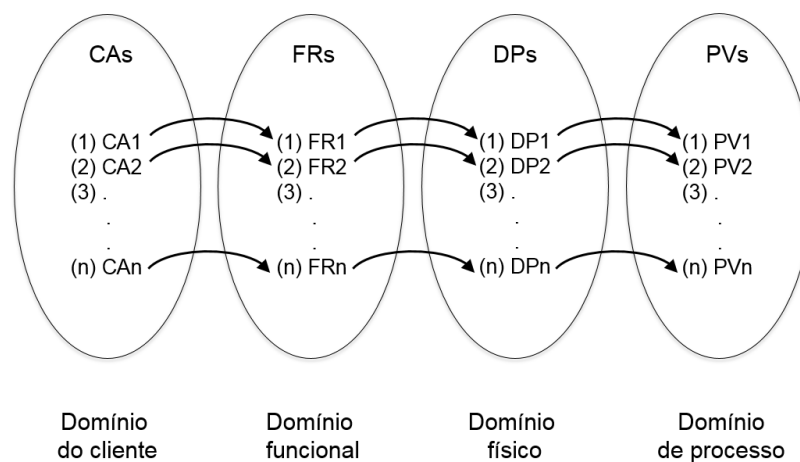 CAs FRs DPs PVs
(1) CA1 (1) FR1 (1) DP1 (1) PV1
(2) CA2 (2) FR2 (2) DP2 (2) PV2
(3) . (3) . (3) . (3) .
. . . .
. . . .
(n) CAn (n) FRn (n) DPn (n) PVn
Domínio Domínio Domínio Domínio
do cliente funcional físico de processo